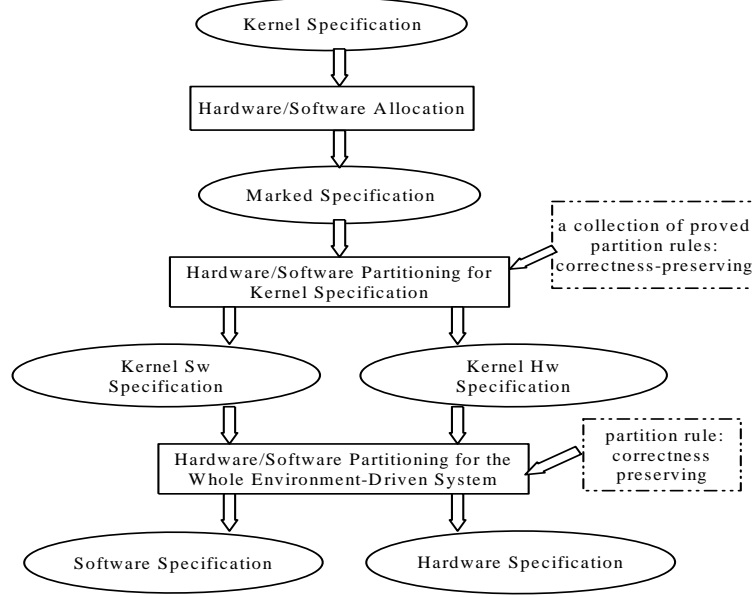 Kernel Specification
Hardware/Software Allocation
Marked Specification
a collection of proved
partition rules:
correctness-preserving
Hardware/Software Partitioning for
Kernel Specification
Kernel Sw
Specification
Kernel Hw
Specification
partition rule:
correctness
preserving
Hardware/Software Partitioning for the
Whole Environment-Driven System
Software Specification
Hardware Specification